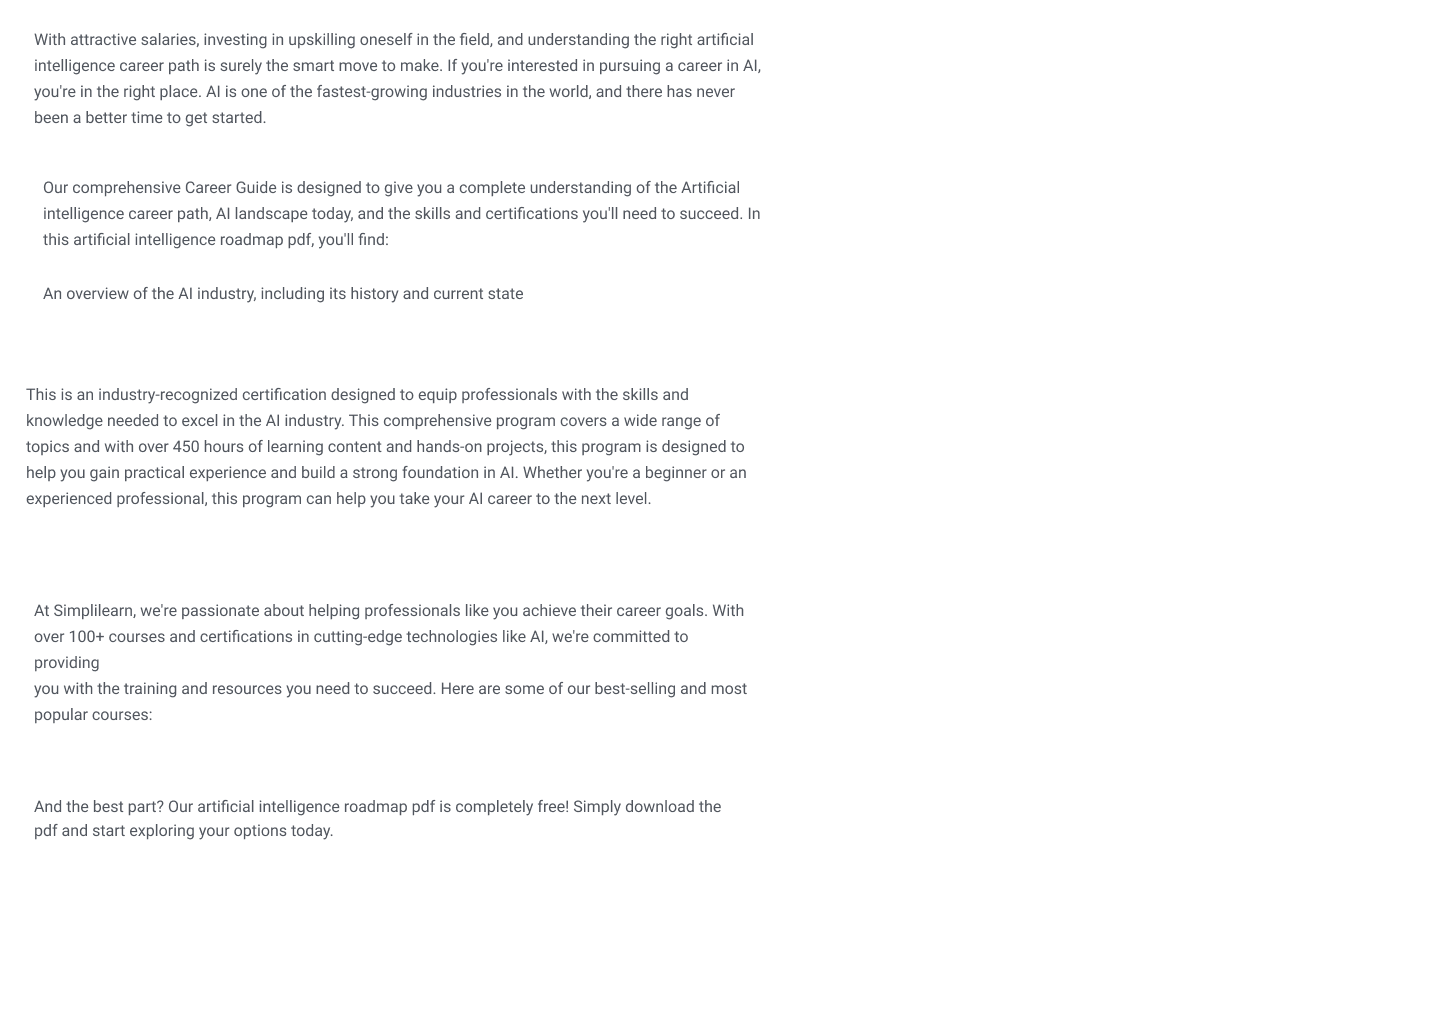 With attractive salaries, investing in upskilling oneself in the field, and understanding the right artificial
intelligence career path is surely the smart move to make. If you're interested in pursuing a career in AI,
you're in the right place. AI is one of the fastest-growing industries in the world, and there has never
been a better time to get started.
Our comprehensive Career Guide is designed to give you a complete understanding of the Artificial
intelligence career path, AI landscape today, and the skills and certifications you'll need to succeed. In
this artificial intelligence roadmap pdf, you'll find:
An overview of the AI industry, including its history and current state
This is an industry-recognized certification designed to equip professionals with the skills and
knowledge needed to excel in the AI industry. This comprehensive program covers a wide range of
topics and with over 450 hours of learning content and hands-on projects, this program is designed to
help you gain practical experience and build a strong foundation in AI. Whether you're a beginner or an
experienced professional, this program can help you take your AI career to the next level.
At Simplilearn, we're passionate about helping professionals like you achieve their career goals. With
over 100+ courses and certifications in cutting-edge technologies like AI, we're committed to
providing
you with the training and resources you need to succeed. Here are some of our best-selling and most
popular courses:
And the best part? Our artificial intelligence roadmap pdf is completely free! Simply download the
pdf and start exploring your options today.